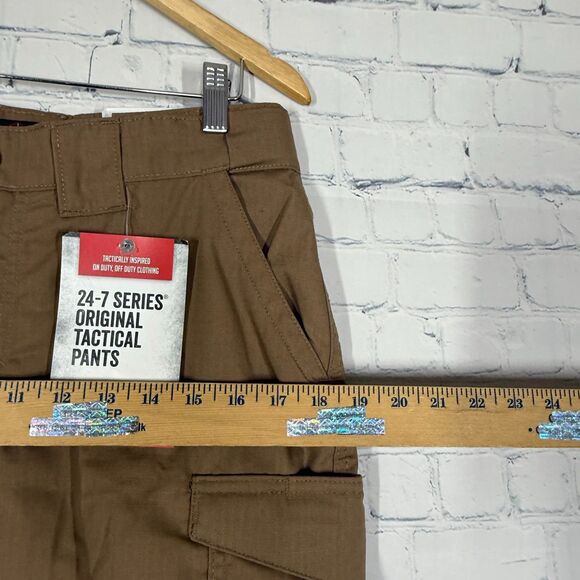 TACTICALLY INSPIRED
ON DUTY, OFF DUTY CLOTHING
24-7 SERIES®
ORIGINAL
TACTICAL
PANTS
11 12 13 14 15 16 17 18 19 20 21 22 23 24